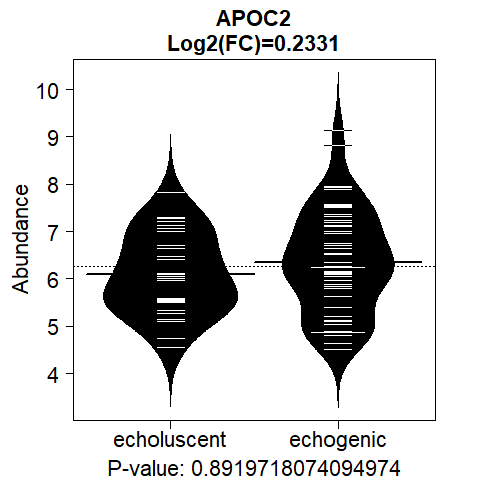 APOC2
Log2(FC)=0.2331
10
9
8
7
6
5
4
Abundance
echoluscent echogenic
P-value: 0.8919718074094974